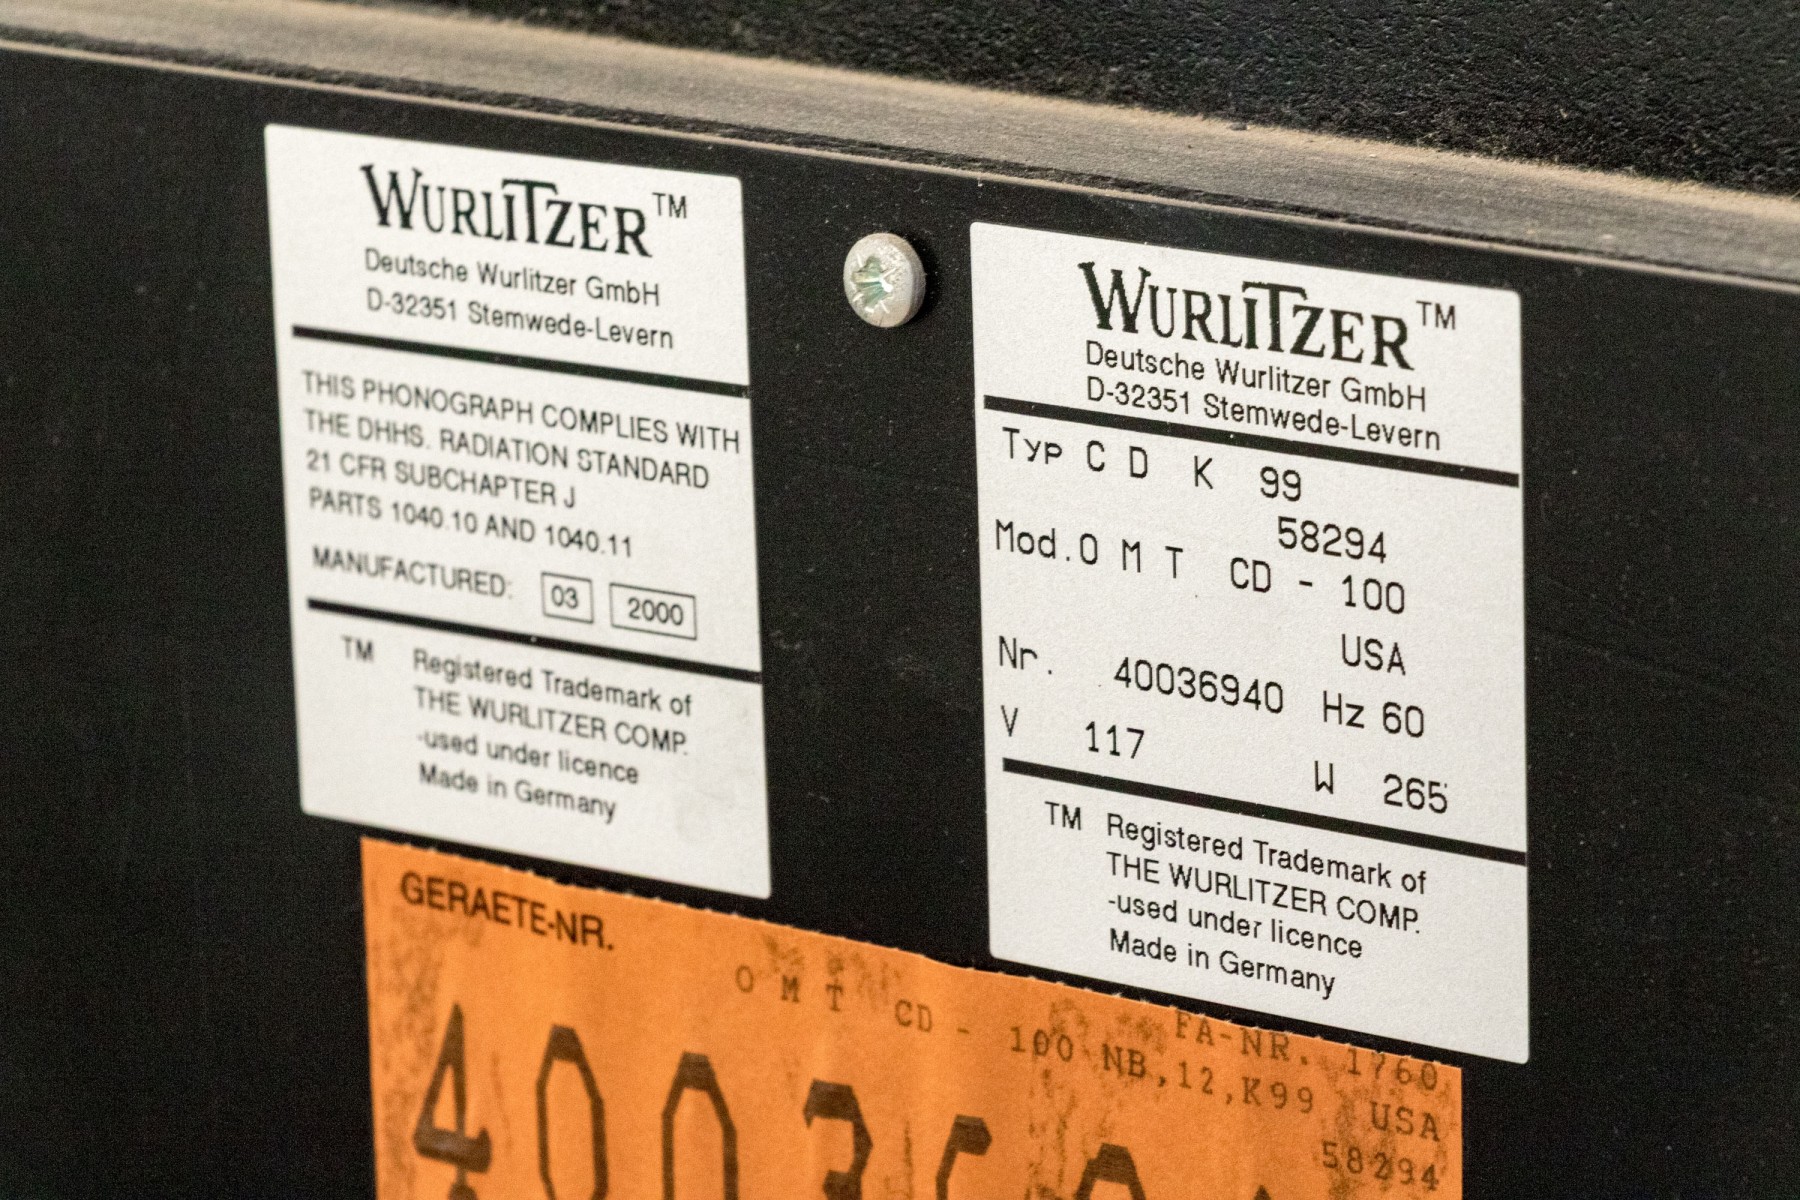 WURLITZER TM
Deutsche Wurlitzer GmbH
D-32351 Stemwede-Levern
THIS PHONOGRAPH COMPLIES WITH
THE DHHS. RADIATION STANDARD
21 CFR SUBCHAPTER J
PARTS 1040.10 AND 1040.11
MANUFACTURED: 03 2000
TM Registered Trademark of
THE WURLITZER COMP.
-used under licence
Made in Germany
WURLITZER TM
Deutsche Wurlitzer GmbH
D-32351 Stemwede-Levern
Typ C D K 99
58294
Mod.O M T CD - 100
USA
Nr. 40036940 Hz 60
V 117 W 265
TM Registered Trademark of
THE WURLITZER COMP.
-used under licence
Made in Germany
GERAETE-NR.
FA-NR. 1760
O M T CD - 100 NB,12,K99
USA
58294